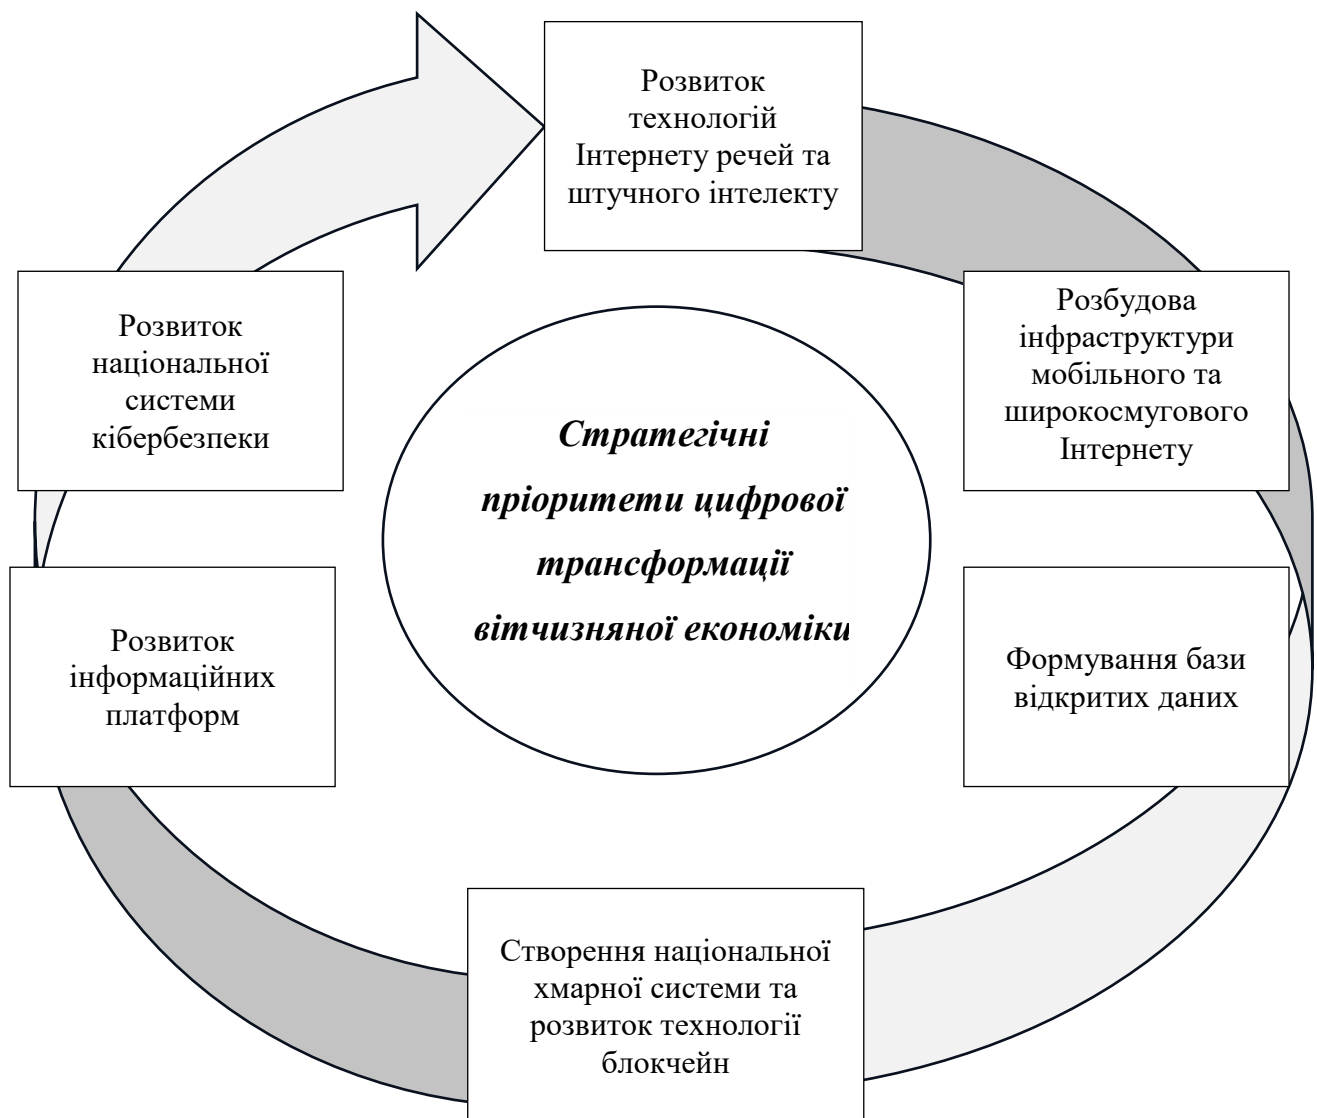 Розвиток
технологій
Інтернету речей та
штучного інтелекту
Розбудова
інфраструктури
мобільного та
широкосмугового
Інтернету
Розвиток
національної
системи
кібербезпеки
Стратегічні
пріоритети цифрової
трансформації
вітчизняної економіки
Розвиток
інформаційних
платформ
Формування бази
відкритих даних
Створення національної
хмарної системи та
розвиток технології
блокчейн